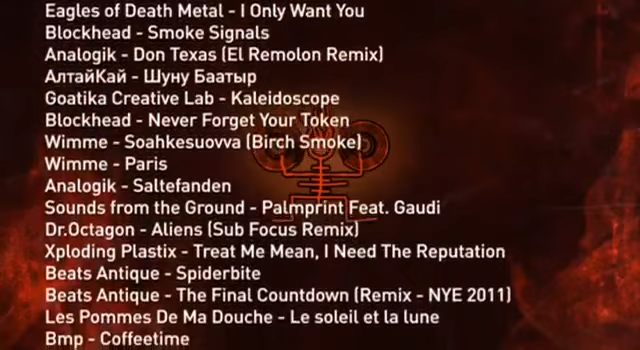 Eagles of Death Metal - I Only Want You
Blockhead - Smoke Signals
Analogik - Don Texas (El Remolon Remix)
АлтайКай - Шуну Баатыр
Goatika Creative Lab - Kaleidoscope
Blockhead - Never Forget Your Token
Wimme - Soahkesuovva (Birch Smoke)
Wimme - Paris
Analogik - Saltefanden
Sounds from the Ground - Palmprint Feat. Gaudi
Dr.Octagon - Aliens (Sub Focus Remix)
Xploding Plastix - Treat Me Mean, I Need The Reputation
Beats Antique - Spiderbite
Beats Antique - The Final Countdown (Remix - NYE 2011)
Les Pommes De Ma Douche - Le soleil et la lune
Bmp - Coffeetime